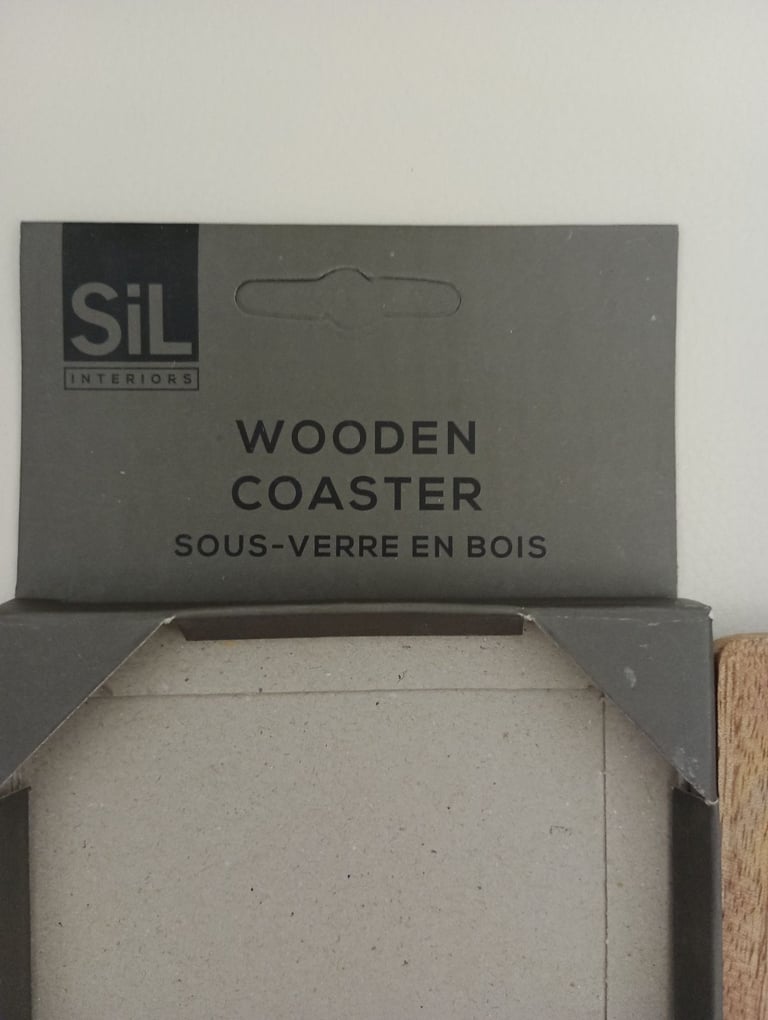 SiL
INTERIORS
WOODEN
COASTER
SOUS-VERRE EN BOIS